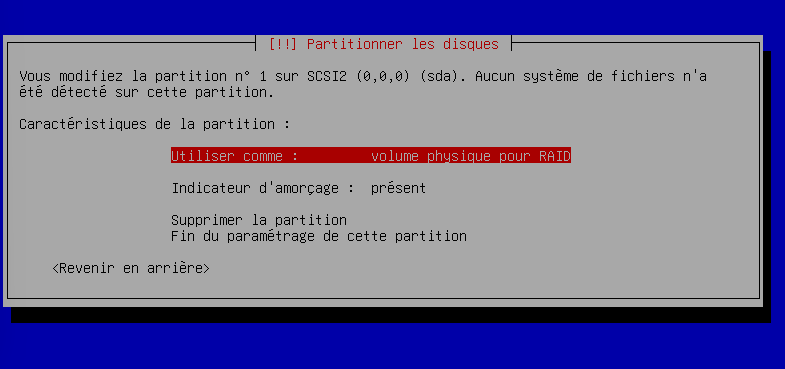 [!!] Partitionner les disques
Vous modifiez la partition n° 1 sur SCSI2 (0,0,0) (sda). Aucun système de fichiers n'a
été détecté sur cette partition.
Caractéristiques de la partition :
Utiliser comme : volume physique pour RAID
Indicateur d'amorçage : présent
Supprimer la partition
Fin du paramétrage de cette partition
<Revenir en arrière>